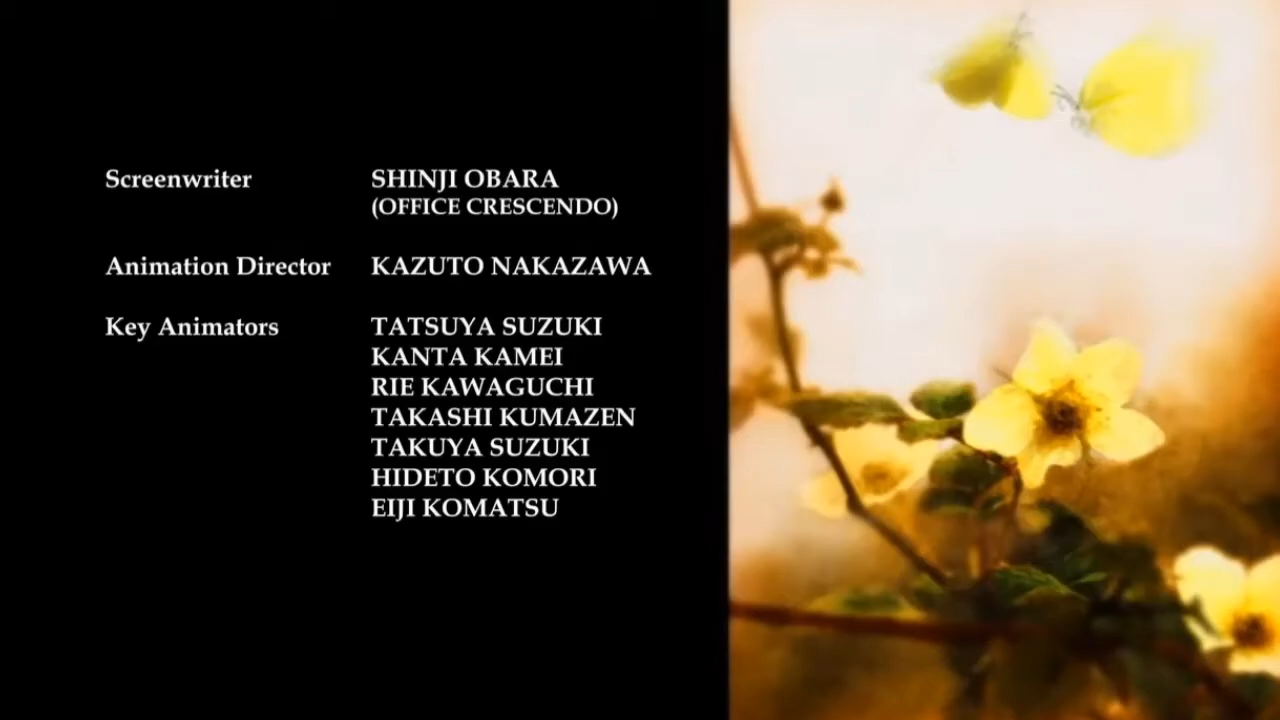 Screenwriter SHINJI OBARA
(OFFICE CRESCENDO)
Animation Director KAZUTO NAKAZAWA
Key Animators TATSUYA SUZUKI
KANTA KAMEI
RIE KAWAGUCHI
TAKASHI KUMAZEN
TAKUYA SUZUKI
HIDETO KOMORI
EIJI KOMATSU